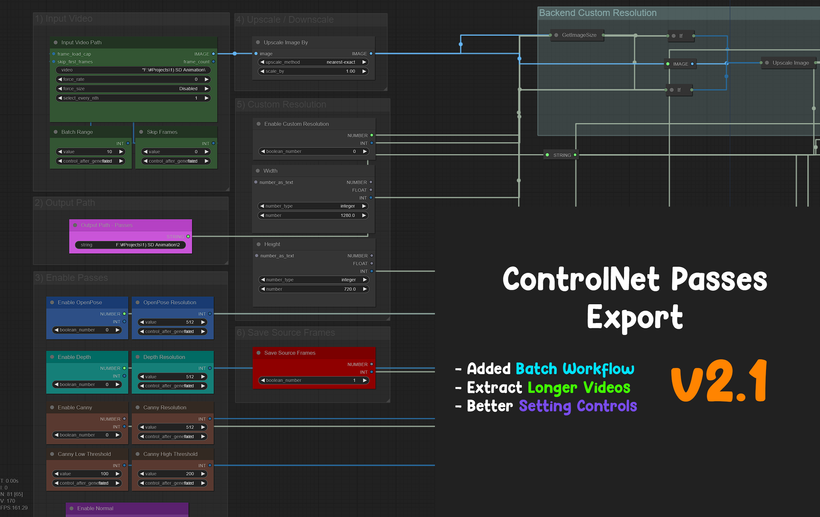 1) Input Video
Input Video Path
frame_load_cap
IMAGE
skip_first_frames
frame_count
video
"F:\#Projects\1) SD Animation\
force_rate
0
force_size
Disabled
select_every_nth
1
Batch Range
INT
value
10
control_after_generate
fixed
Skip Frames
INT
value
0
control_after_generate
fixed
2) Output Path
Output Path : Passes
string
F:\#Projects\1) SD Animation2
3) Enable Passes
Enable OpenPose
NUMBER
INT
boolean_number
0
OpenPose Resolution
INT
value
512
control_after_generate
fixed
Enable Depth
NUMBER
INT
boolean_number
0
Depth Resolution
INT
value
512
control_after_generate
fixed
Enable Canny
NUMBER
INT
boolean_number
0
Canny Resolution
INT
value
512
control_after_generate
fixed
Canny Low Threshold
INT
value
100
control_after_generate
fixed
Canny High Threshold
INT
value
200
control_after_generate
fixed
Enable Normal
T: 0.00s
I: 0
N: 81 [65]
V: 170
FPS:161.29
4) Upscale / Downscale
Upscale Image By
image
IMAGE
upscale_method
nearest-exact
scale_by
1.00
5) Custom Resolution
Enable Custom Resolution
NUMBER
INT
boolean_number
0
Width
number_as_text
NUMBER
FLOAT
INT
number_type
integer
number
1280.0
Height
number_as_text
NUMBER
FLOAT
INT
number_type
integer
number
720.0
6) Save Source Frames
Save Source Frames
NUMBER
INT
boolean_number
1
Backend Custom Resolution
GetImageSize
If
IMAGE
If
Upscale Image
STRING
ControlNet Passes
Export
- Added Batch Workflow
- Extract Longer Videos
- Better Setting Controls
v2.1